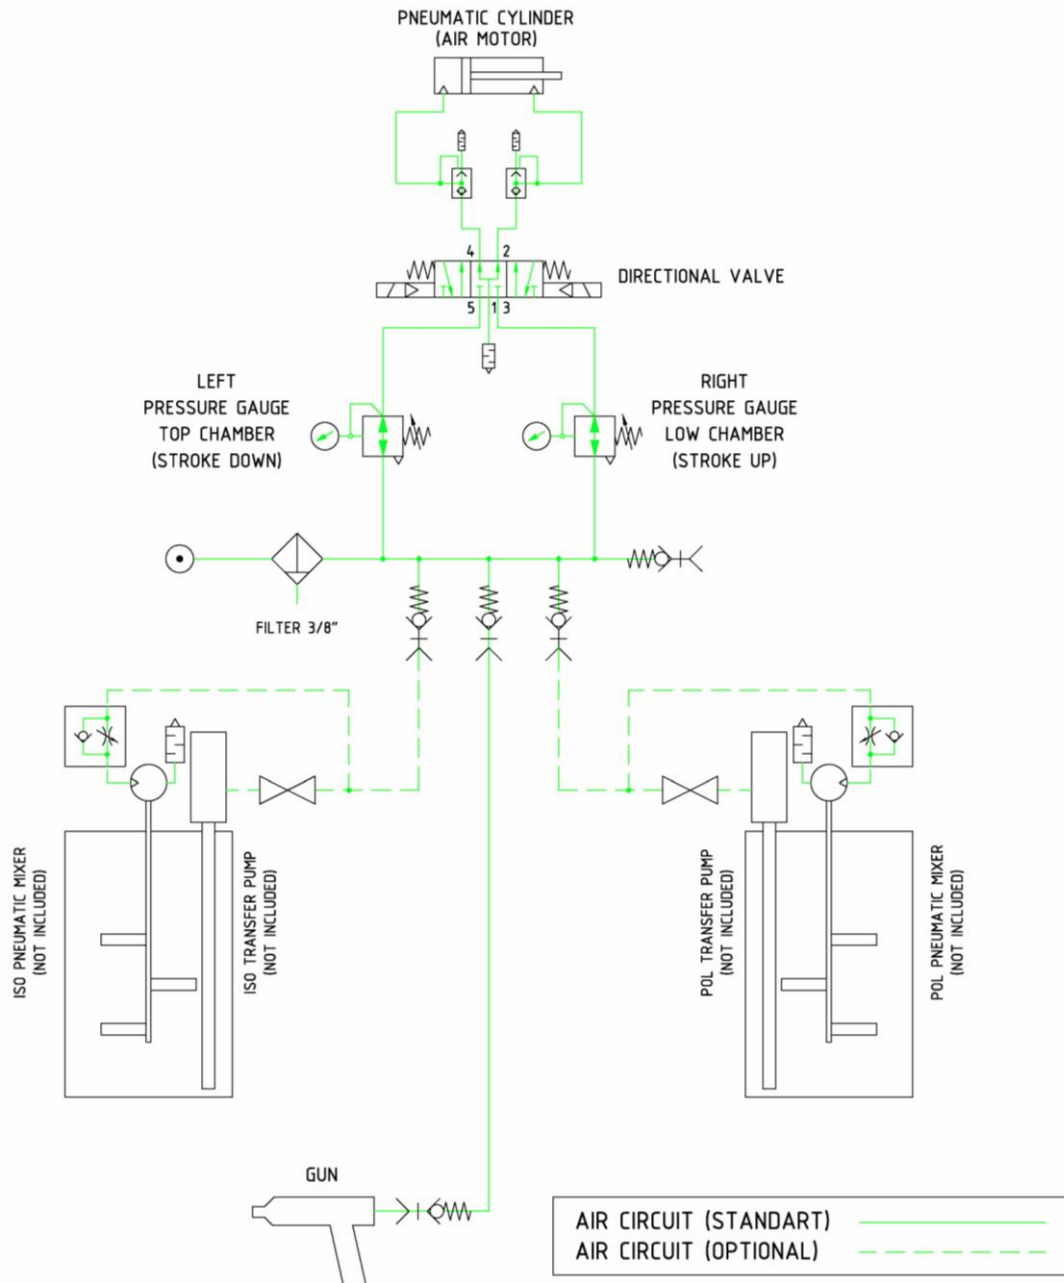 PNEUMATIC CYLINDER
(AIR MOTOR)
4 2
DIRECTIONAL VALVE
5 1 3
LEFT
PRESSURE GAUGE
TOP CHAMBER
(STROKE DOWN)
RIGHT
PRESSURE GAUGE
LOW CHAMBER
(STROKE UP)
FILTER 3/8"
ISO PNEUMATIC MIXER
(NOT INCLUDED)
ISO TRANSFER PUMP
(NOT INCLUDED)
POL TRANSFER PUMP
(NOT INCLUDED)
POL PNEUMATIC MIXER
(NOT INCLUDED)
GUN
AIR CIRCUIT (STANDART)
AIR CIRCUIT (OPTIONAL)